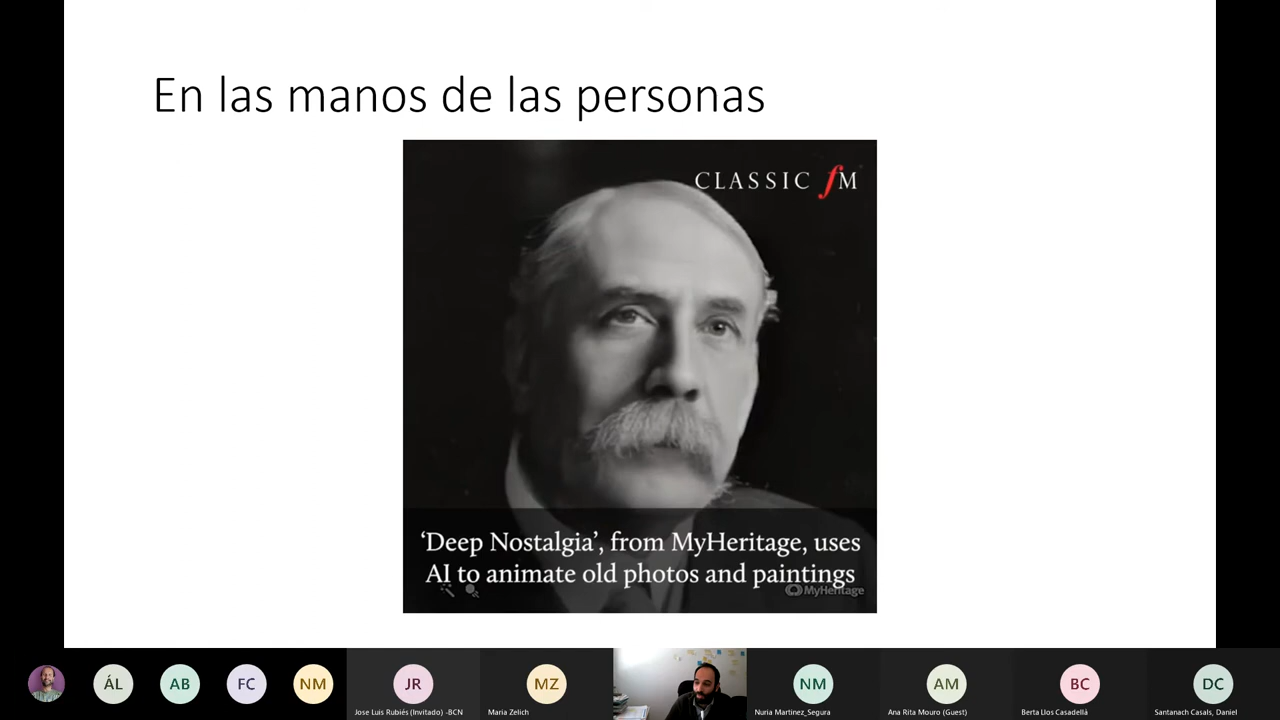 En las manos de las personas
CLASSIC fM
‘Deep Nostalgia’, from MyHeritage, uses
AI to animate old photos and paintings
MyHeritage
ÁL
AB
FC
NM
JR
MZ
NM
AM
BC
DC
Jose Luis Rubiés (Invitado) -BCN
Maria Zelich
Nuria Martinez_Segura
Ana Rita Mouro (Guest)
Berta Llos Casadellà
Santanach Casals, Daniel